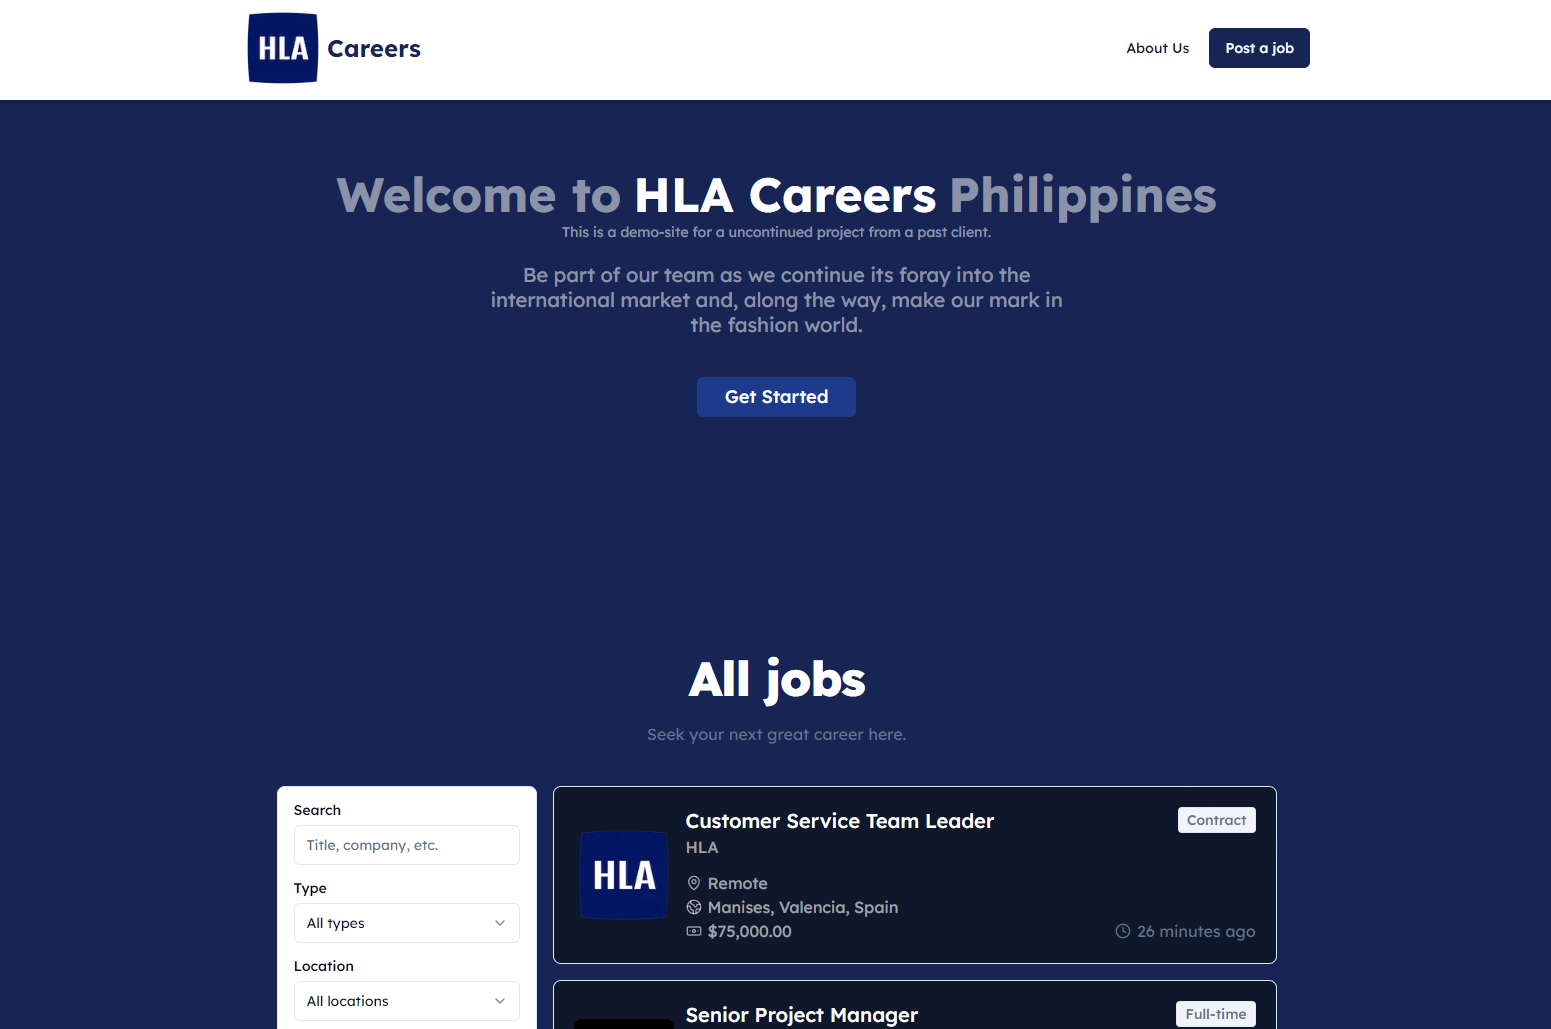 HLA Careers
About Us
Post a job
Welcome to HLA Careers Philippines
This is a demo-site for a uncontinued project from a past client.
Be part of our team as we continue its foray into the
international market and, along the way, make our mark in
the fashion world.
Get Started
All jobs
Seek your next great career here.
Search
Title, company, etc.
Type
All types
Location
All locations
HLA
Customer Service Team Leader
Contract
HLA
Remote
Manises, Valencia, Spain
$75,000.00
26 minutes ago
Senior Project Manager
Full-time